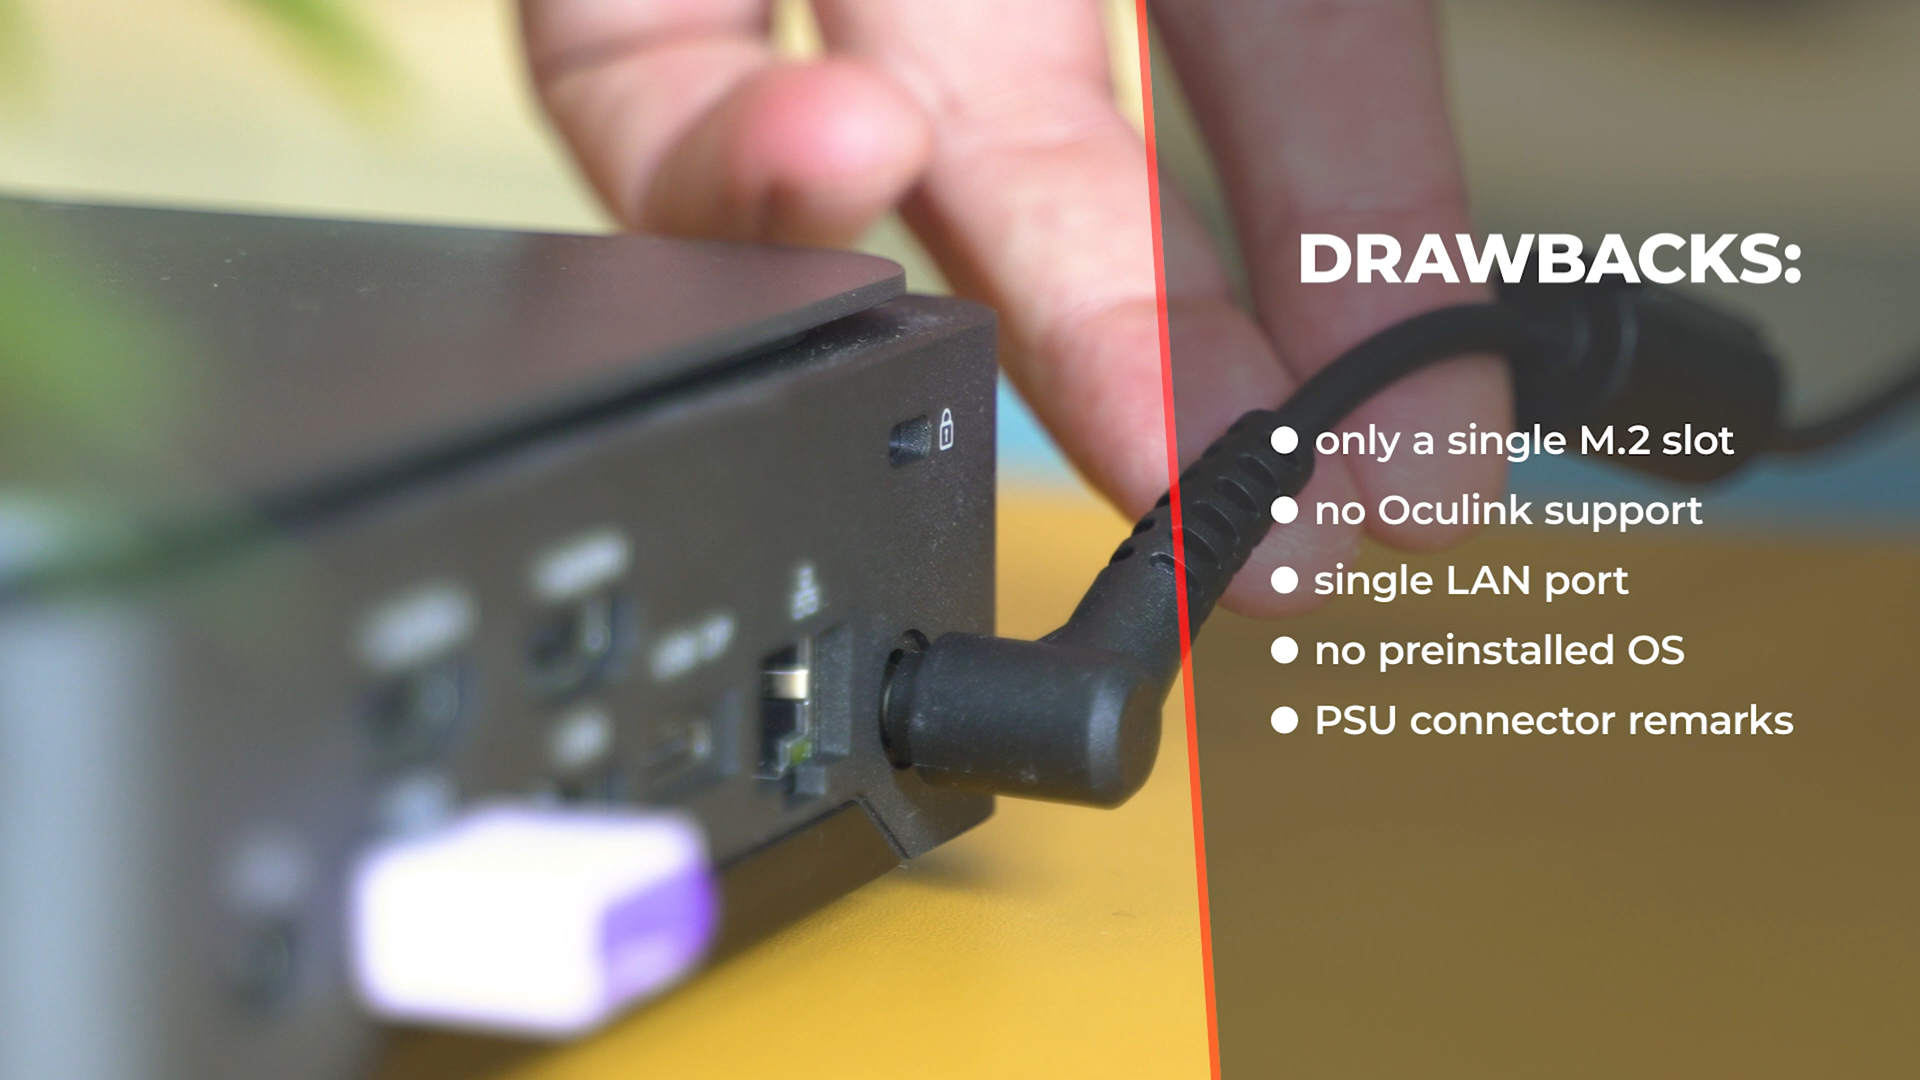 DRAWBACKS:
● only a single M.2 slot
● no Oculink support
● single LAN port
● no preinstalled OS
● PSU connector remarks